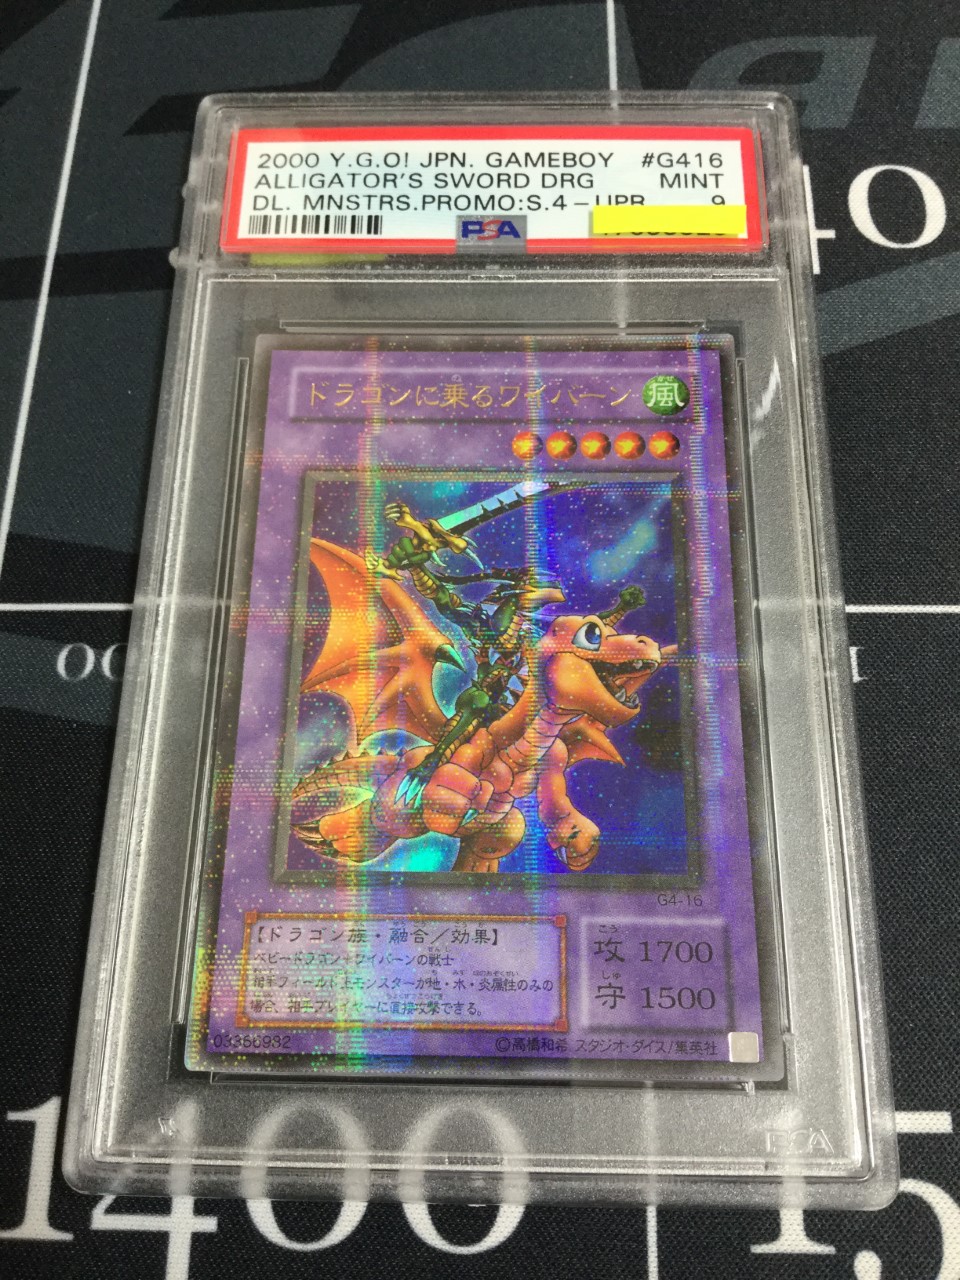 2000 Y.G.O! JPN. GAMEBOY #G416
ALLIGATOR'S SWORD DRG MINT
DL. MNSTRS.PROMO:S.4-UPR 9
PSA
40
ドラゴンに乗るワイバーン
風
G4-16
【ドラゴン族・融合／効果】
ベビードラゴン＋ワイバーンの戦士
相手フィールド上モンスターが地・水・炎属性のみの
場合、相手プレイヤーに直接攻撃できる。
攻 1700
守 1500
©高橋和希 スタジオ・ダイス/集英社
PSA
1400
15